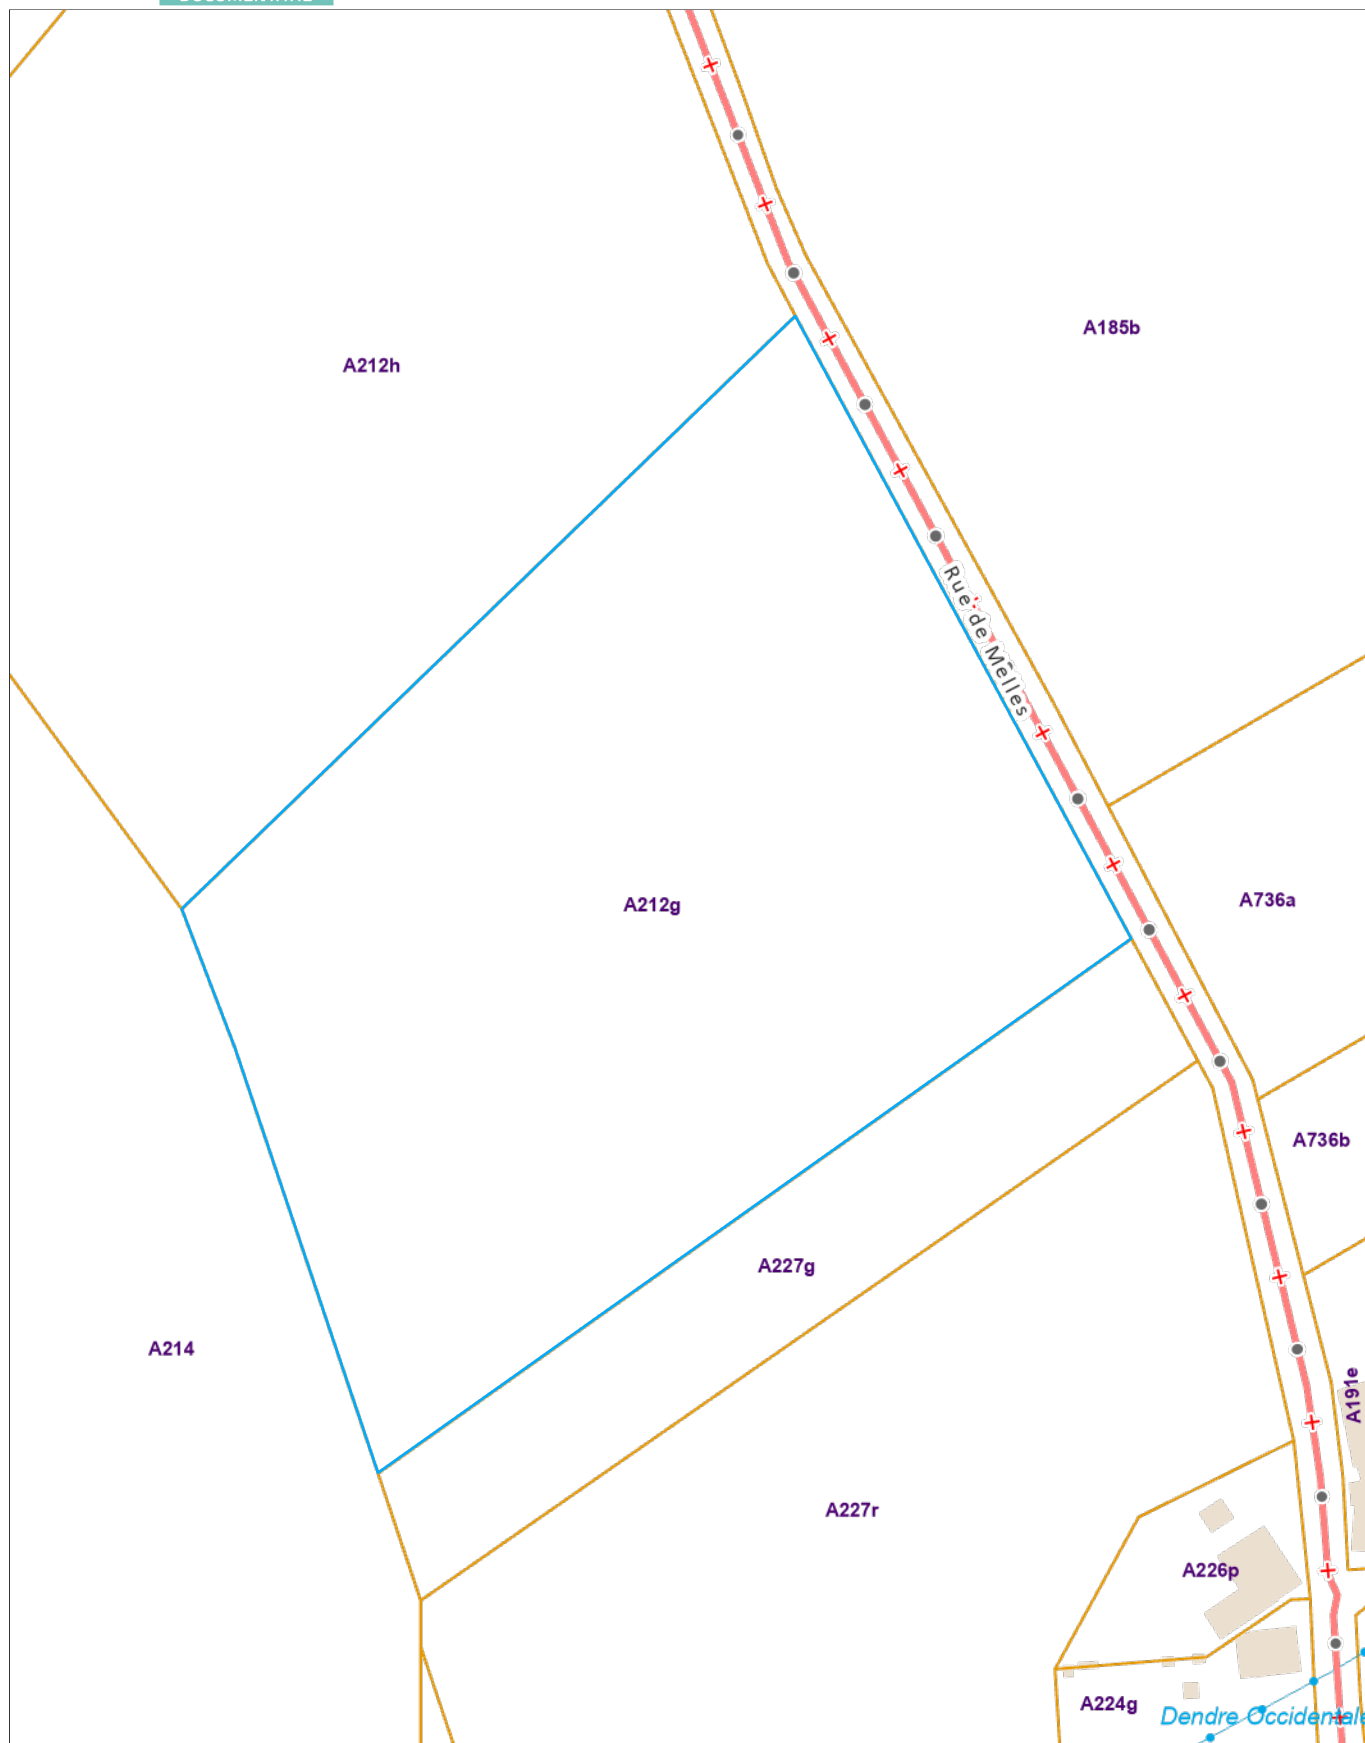 A185b
A212h
Rue de Melles
A736a
A212g
A736b
A227g
A214
A191e
A227r
A226p
A224g
Dendre Occidentale